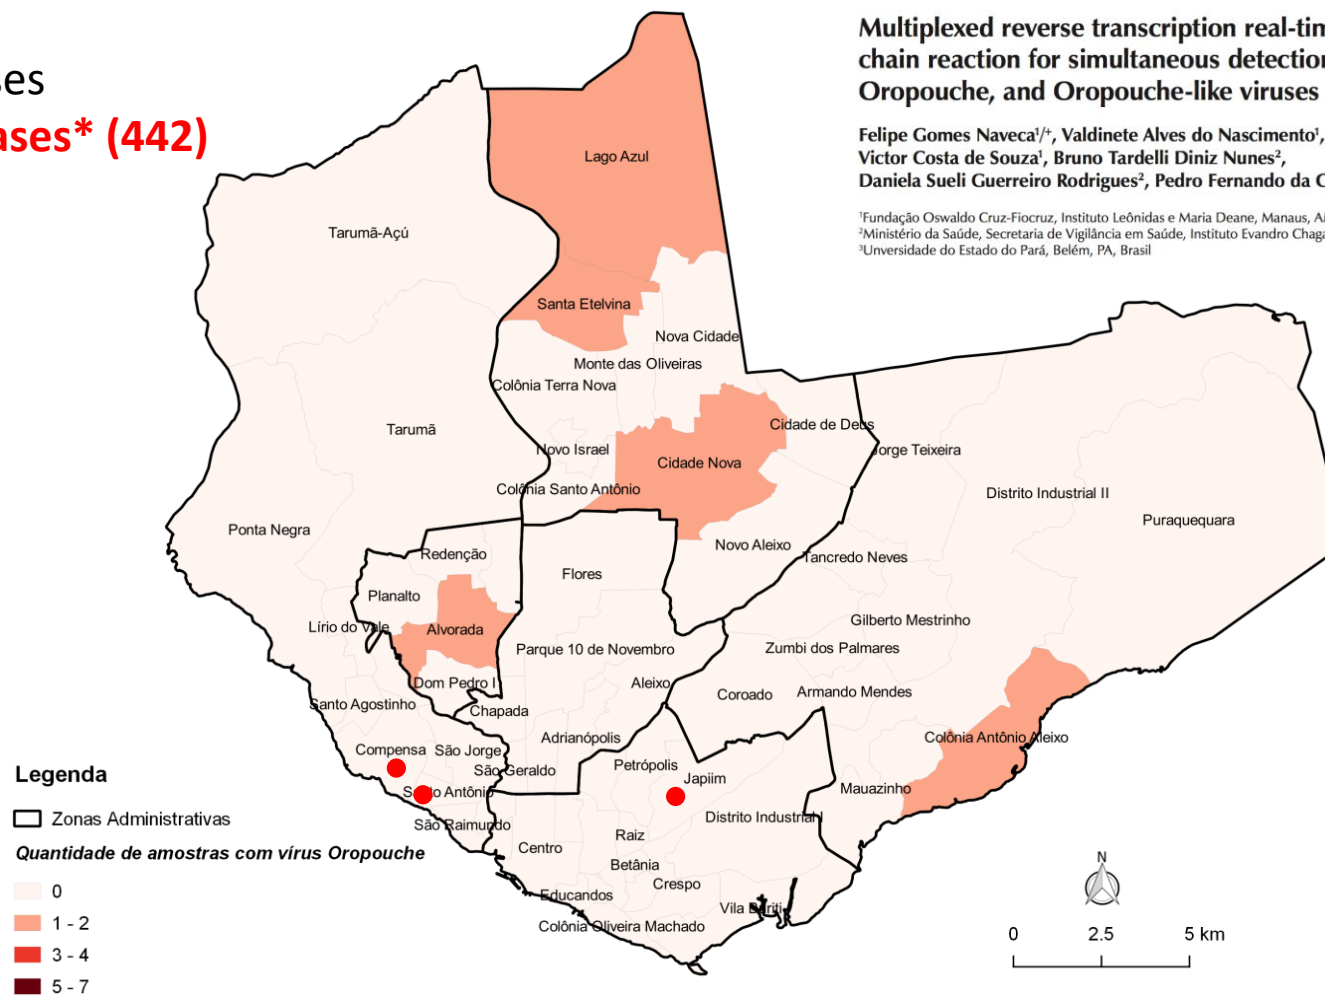 ses
ases* (442)
Multiplexed reverse transcription real-tim
chain reaction for simultaneous detection
Oropouche, and Oropouche-like viruses
Felipe Gomes Naveca¹/⁺, Valdinete Alves do Nascimento¹,
Victor Costa de Souza¹, Bruno Tardelli Diniz Nunes²,
Daniela Sueli Guerreiro Rodrigues², Pedro Fernando da C
¹Fundação Oswaldo Cruz-Fiocruz, Instituto Leônidas e Maria Deane, Manaus, A
²Ministério da Saúde, Secretaria de Vigilância em Saúde, Instituto Evandro Chaga
³Unversidade do Estado do Pará, Belém, PA, Brasil
Lago Azul
Tarumã-Açú
Santa Etelvina
Nova Cidade
Monte das Oliveiras
Colônia Terra Nova
Cidade de Deus
Tarumã
Novo Israel
Jorge Teixeira
Cidade Nova
Colônia Santo Antônio
Distrito Industrial II
Puraquequara
Ponta Negra
Novo Aleixo
Redenção
Tancredo Neves
Flores
Planalto
Gilberto Mestrinho
Lírio do Vale
Alvorada
Parque 10 de Novembro
Zumbi dos Palmares
Dom Pedro I
Aleixo
Coroado
Armando Mendes
Santo Agostinho
Chapada
Adrianópolis
Colônia Antônio Aleixo
Compensa
São Jorge
São Geraldo
Petrópolis
Japiim
Mauazinho
Santo Antônio
Distrito Industrial I
São Raimundo
Raiz
Centro
Betânia
Crespo
Educandos
Vila Buriti
Colônia Oliveira Machado
Legenda
Zonas Administrativas
Quantidade de amostras com vírus Oropouche
0
1 - 2
3 - 4
5 - 7
N
0 2.5 5 km